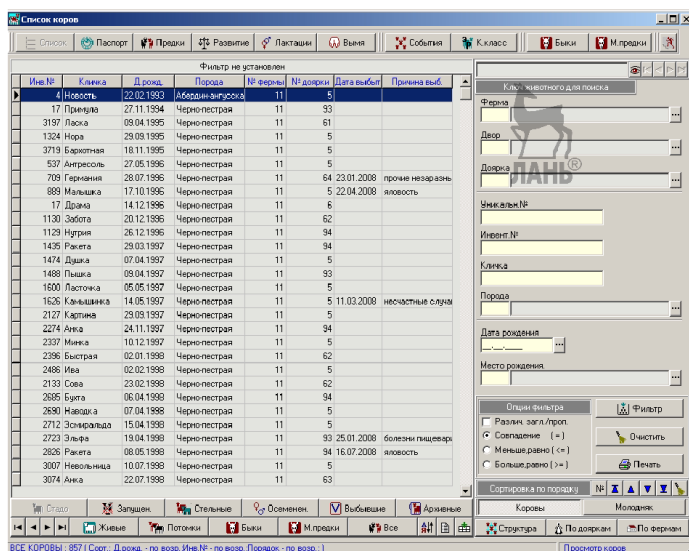 Список коров
Список Паспорт Предки Развитие Лактации Вымя События К.класс Быки М.предки
Фильтр не установлен
Инв.№ Кличка Д.рожд. Порода № фермы № доярки Дата выбыт Причина выб.
4 Новость 22.02.1993 Абердин-ангусска 11 5
17 Примула 27.11.1994 Черно-пестрая 11 93
3197 Ласка 09.04.1995 Черно-пестрая 11 61
1324 Нора 29.09.1995 Черно-пестрая 11 5
3719 Бархотная 18.11.1995 Черно-пестрая 11 5
537 Антресоль 27.05.1996 Черно-пестрая 11 5
709 Германия 28.07.1996 Черно-пестрая 11 64 23.01.2008 прочие незаразнь
889 Малышка 17.10.1996 Черно-пестрая 11 5 22.04.2008 яловость
17 Драма 14.12.1996 Черно-пестрая 11 6
1130 Забота 20.12.1996 Черно-пестрая 11 62
1129 Нутрия 26.12.1996 Черно-пестрая 11 94
1435 Ракета 29.03.1997 Черно-пестрая 11 94
1474 Душка 07.04.1997 Черно-пестрая 11 5
1488 Пышка 09.04.1997 Черно-пестрая 11 93
1600 Ласточка 05.05.1997 Черно-пестрая 11 5
1626 Камышинка 14.05.1997 Черно-пестрая 11 5 11.03.2008 несчастные случаи
2127 Картина 29.09.1997 Черно-пестрая 11 5
2274 Анка 24.11.1997 Черно-пестрая 11 94
2337 Минка 10.12.1997 Черно-пестрая 11 5
2396 Быстрая 02.01.1998 Черно-пестрая 11 62
2486 Ива 02.02.1998 Черно-пестрая 11 5
2133 Сова 23.02.1998 Черно-пестрая 11 62
2685 Бухта 06.04.1998 Черно-пестрая 11 94
2690 Наводка 07.04.1998 Черно-пестрая 11 5
2712 Эсмиральда 15.04.1998 Черно-пестрая 11 5
2723 Эльфа 19.04.1998 Черно-пестрая 11 93 25.01.2008 болезни пищевари
2826 Ракета 08.05.1998 Черно-пестрая 11 94 16.07.2008 яловость
3007 Невольница 10.07.1998 Черно-пестрая 11 5
3074 Анка 22.07.1998 Черно-пестрая 11 63
Ключ животного для поиска
Ферма
Двор
Доярка
ЛАНЬ®
Уникальн.№
Инвент.№
Кличка
Порода
Дата рождения
Место рождения
Опции фильтра
Различ. загл./проп.
Совпадение ( = )
Меньше,равно ( <= )
Больше,равно ( >= )
Фильтр
Очистить
Печать
Сортировка по порядку №
Стадо Запущен. Стельные Осеменен. Выбывшие Архивные
Коровы Молодняк
Живые Потомки Быки М.предки Все
Структура По дояркам По фермам
ВСЕ КОРОВЫ : 857 ( Сорт.: Д.рожд. - по возр.;Инв.№ - по возр.;Порядок - по возр.; ) Просмотр коров